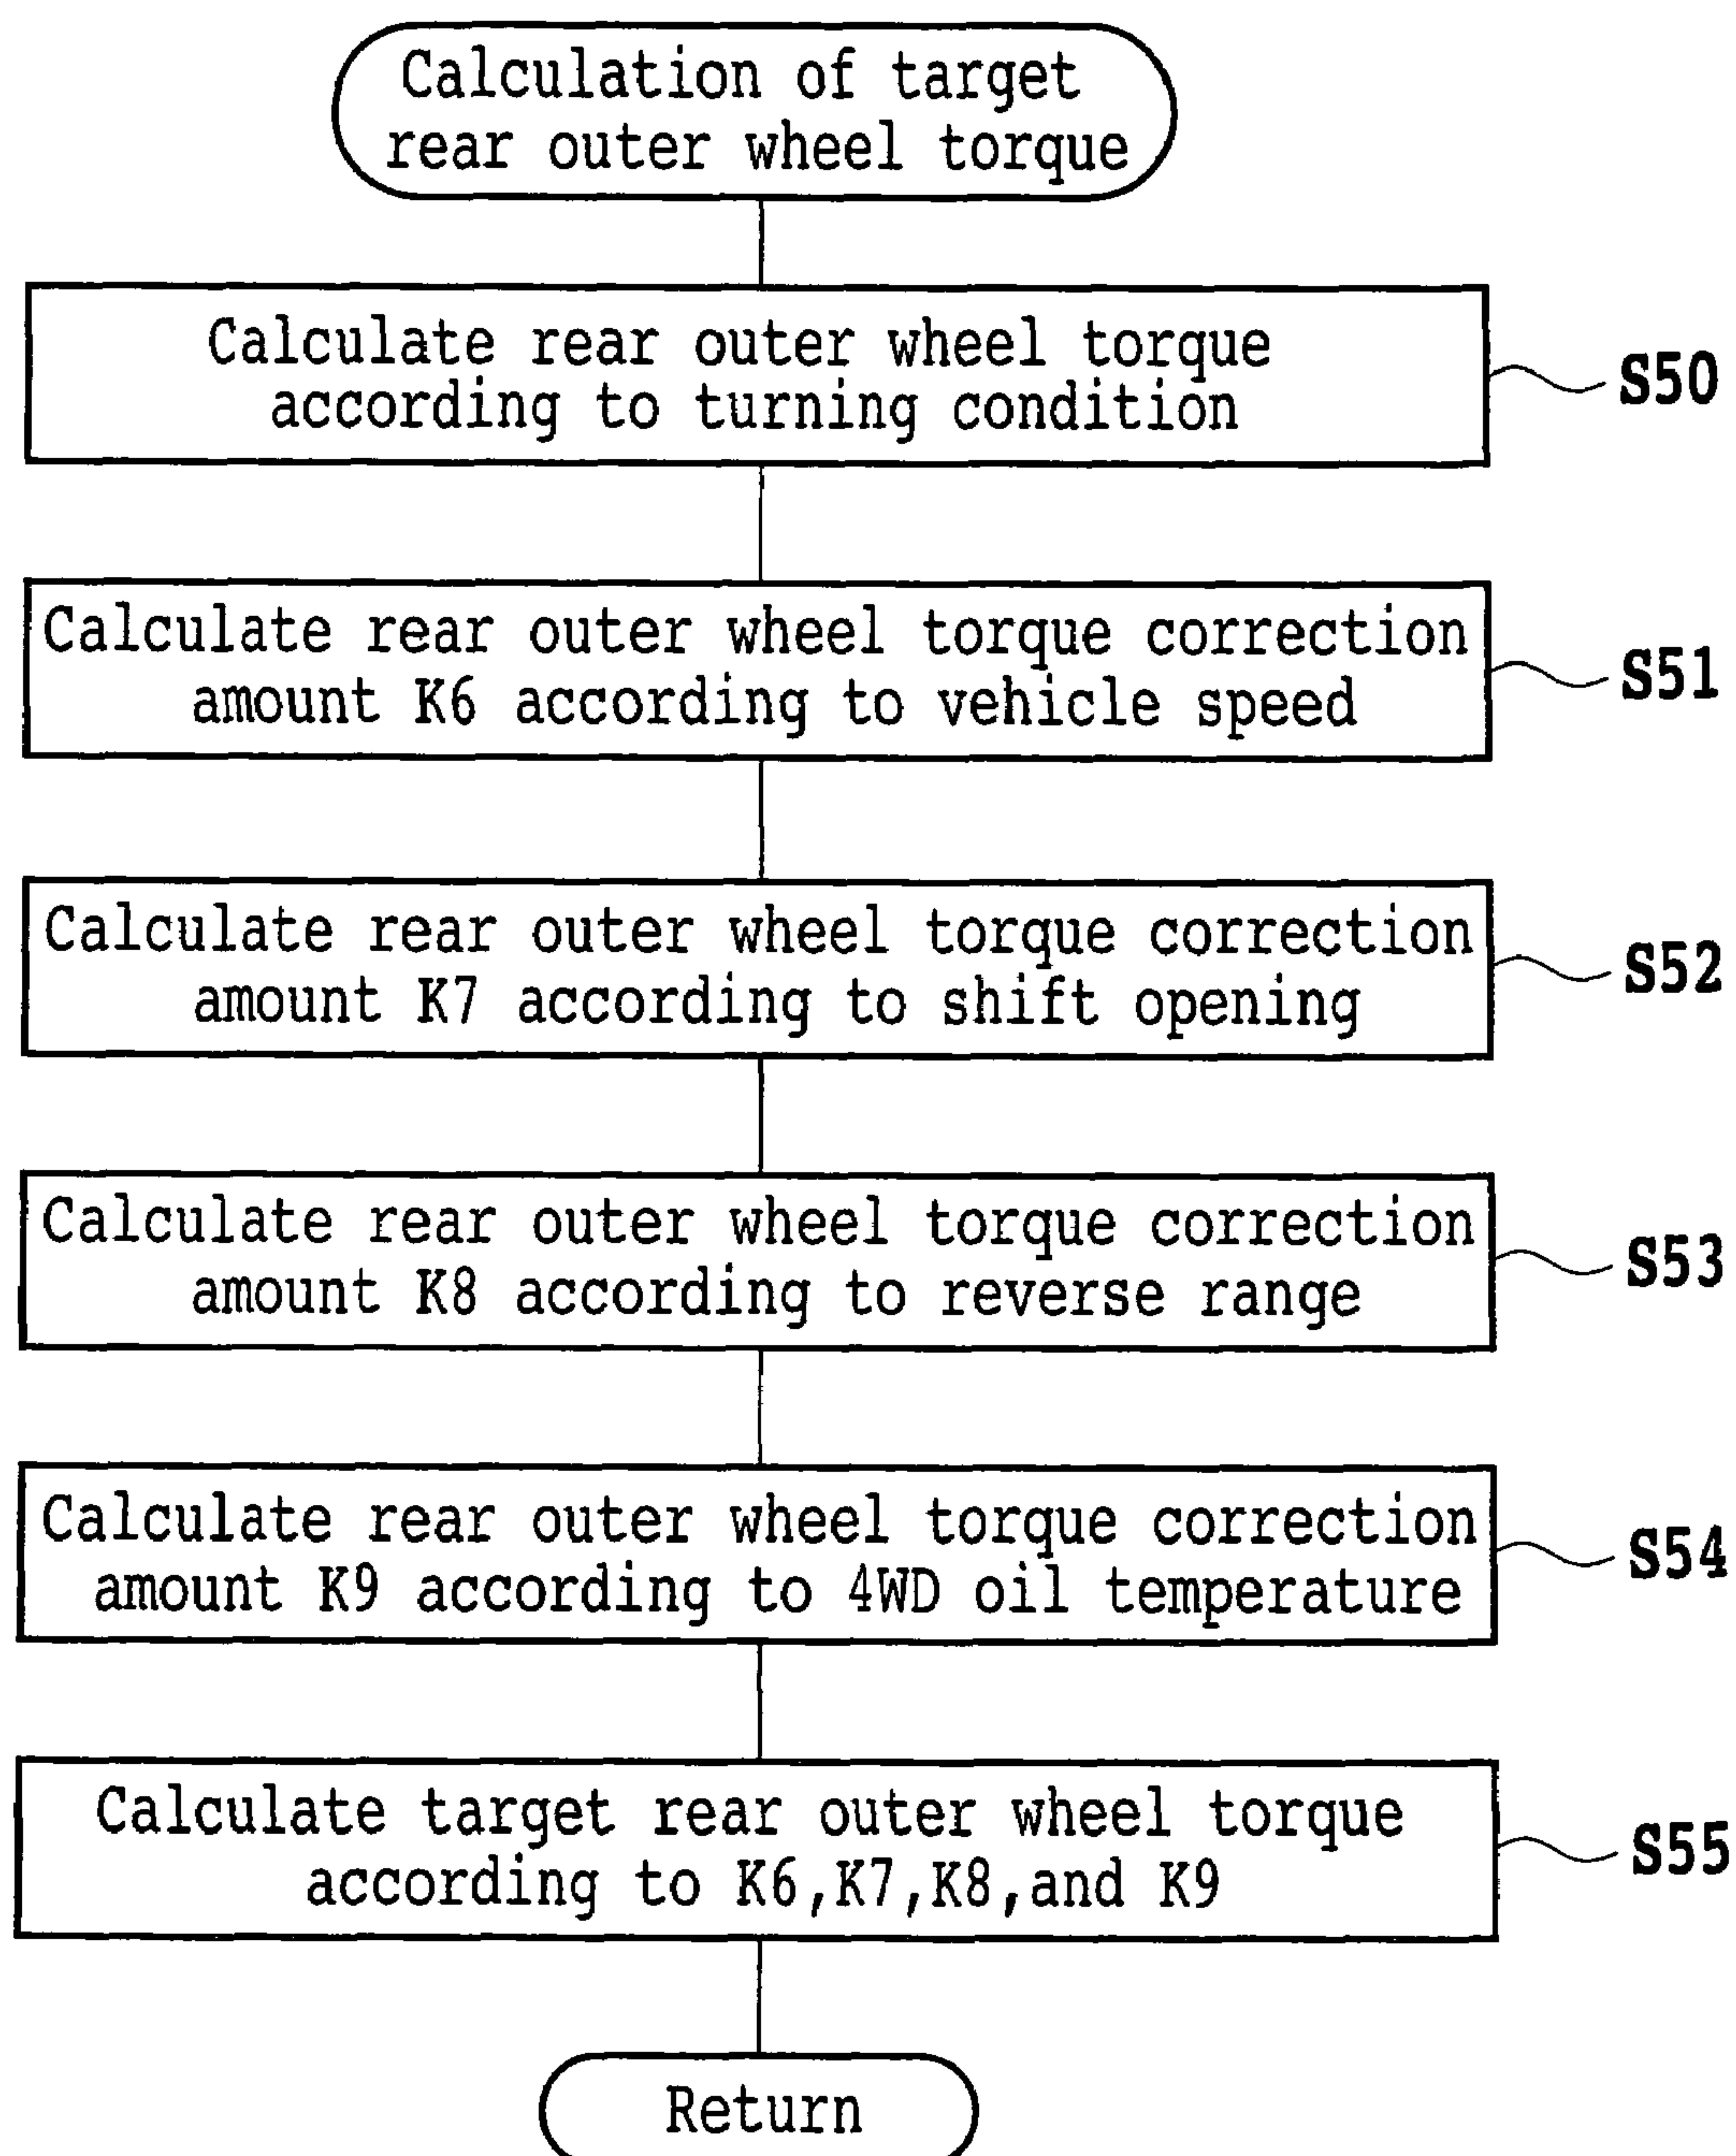 Calculation of target
rear outer wheel torque
Calculate rear outer wheel torque
according to turning condition
S50
Calculate rear outer wheel torque correction
amount K6 according to vehicle speed
S51
Calculate rear outer wheel torque correction
amount K7 according to shift opening
S52
Calculate rear outer wheel torque correction
amount K8 according to reverse range
S53
Calculate rear outer wheel torque correction
amount K9 according to 4WD oil temperature
S54
Calculate target rear outer wheel torque
according to K6,K7,K8,and K9
S55
Return